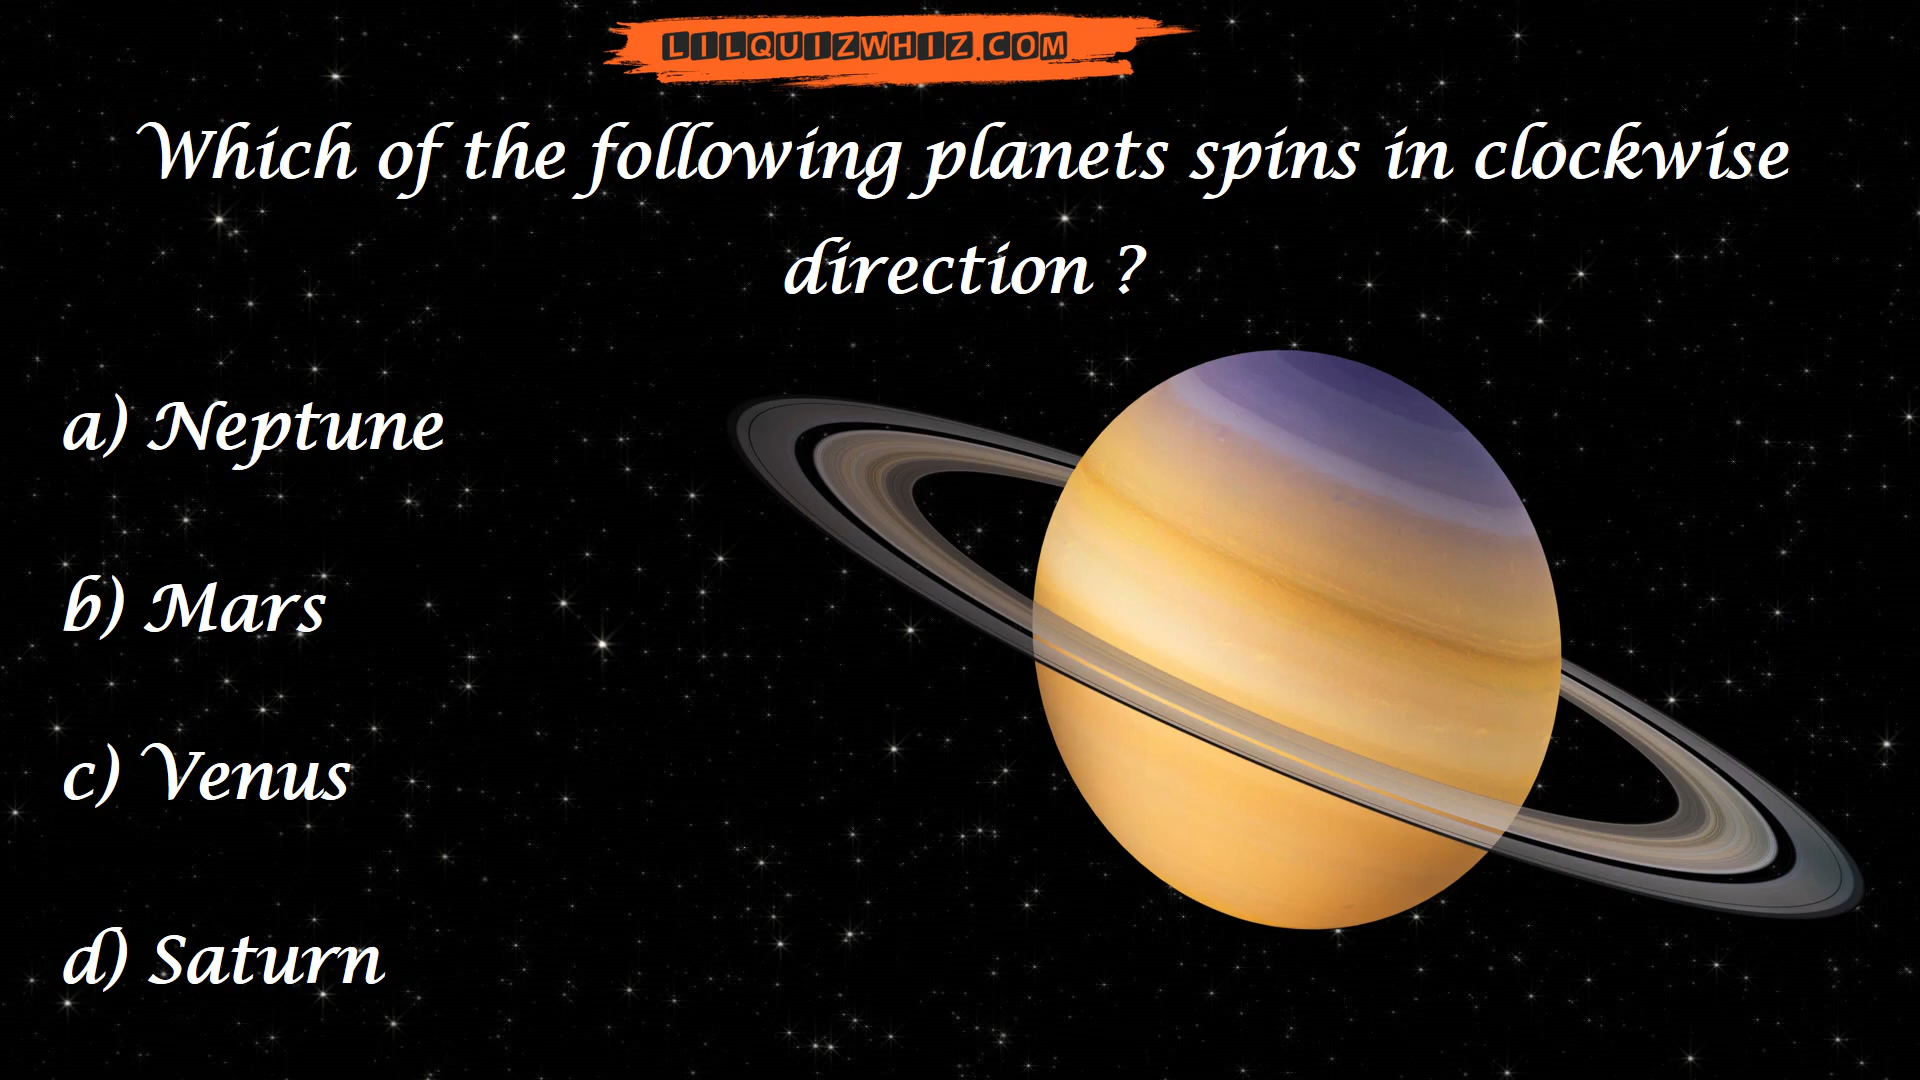 LILQUIZWHIZ.COM
Which of the following planets spins in clockwise
direction ?
a) Neptune
b) Mars
c) Venus
d) Saturn